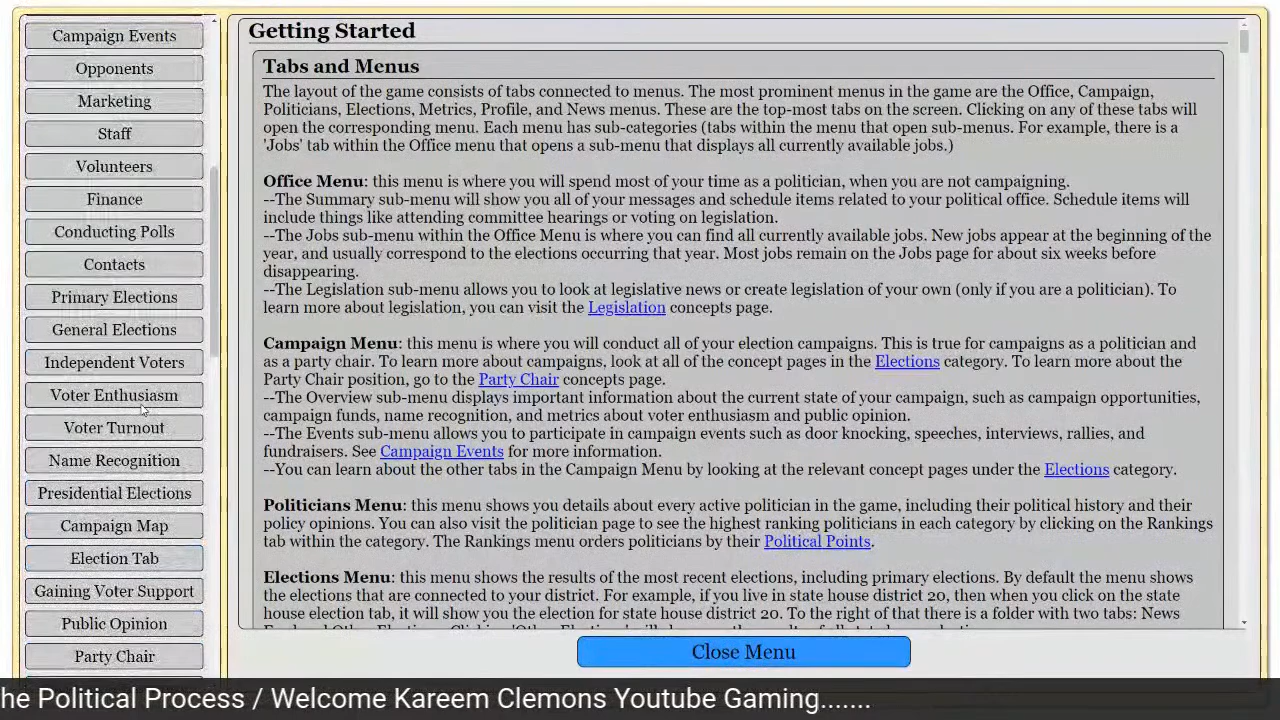 Campaign Events
Opponents
Marketing
Staff
Volunteers
Finance
Conducting Polls
Contacts
Primary Elections
General Elections
Independent Voters
Voter Enthusiasm
Voter Turnout
Name Recognition
Presidential Elections
Campaign Map
Election Tab
Gaining Voter Support
Public Opinion
Party Chair
Getting Started
Tabs and Menus
The layout of the game consists of tabs connected to menus. The most prominent menus in the game are the Office, Campaign,
Politicians, Elections, Metrics, Profile, and News menus. These are the top-most tabs on the screen. Clicking on any of these tabs will
open the corresponding menu. Each menu has sub-categories (tabs within the menu that open sub-menus. For example, there is a
'Jobs' tab within the Office menu that opens a sub-menu that displays all currently available jobs.)
Office Menu: this menu is where you will spend most of your time as a politician, when you are not campaigning.
--The Summary sub-menu will show you all of your messages and schedule items related to your political office. Schedule items will
include things like attending committee hearings or voting on legislation.
--The Jobs sub-menu within the Office Menu is where you can find all currently available jobs. New jobs appear at the beginning of the
year, and usually correspond to the elections occurring that year. Most jobs remain on the Jobs page for about six weeks before
disappearing.
--The Legislation sub-menu allows you to look at legislative news or create legislation of your own (only if you are a politician). To
learn more about legislation, you can visit the Legislation concepts page.
Campaign Menu: this menu is where you will conduct all of your election campaigns. This is true for campaigns as a politician and
as a party chair. To learn more about campaigns, look at all of the concept pages in the Elections category. To learn more about the
Party Chair position, go to the Party Chair concepts page.
--The Overview sub-menu displays important information about the current state of your campaign, such as campaign opportunities,
campaign funds, name recognition, and metrics about voter enthusiasm and public opinion.
--The Events sub-menu allows you to participate in campaign events such as door knocking, speeches, interviews, rallies, and
fundraisers. See Campaign Events for more information.
--You can learn about the other tabs in the Campaign Menu by looking at the relevant concept pages under the Elections category.
Politicians Menu: this menu shows you details about every active politician in the game, including their political history and their
policy opinions. You can also visit the politician page to see the highest ranking politicians in each category by clicking on the Rankings
tab within the category. The Rankings menu orders politicians by their Political Points.
Elections Menu: this menu shows the results of the most recent elections, including primary elections. By default the menu shows
the elections that are connected to your district. For example, if you live in state house district 20, then when you click on the state
house election tab, it will show you the election for state house district 20. To the right of that there is a folder with two tabs: News
Close Menu
he Political Process / Welcome Kareem Clemons Youtube Gaming.......